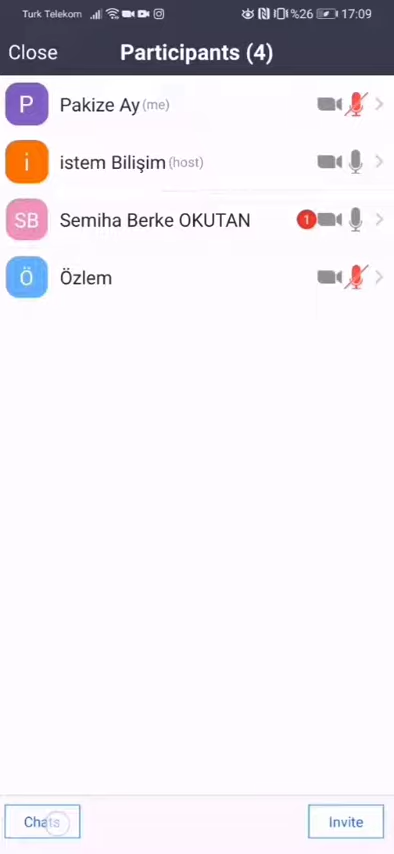 Turk Telekom %26 17:09
Close Participants (4)
P Pakize Ay (me)
i istem Bilişim (host)
SB Semiha Berke OKUTAN 1
Ö Özlem
Chats Invite